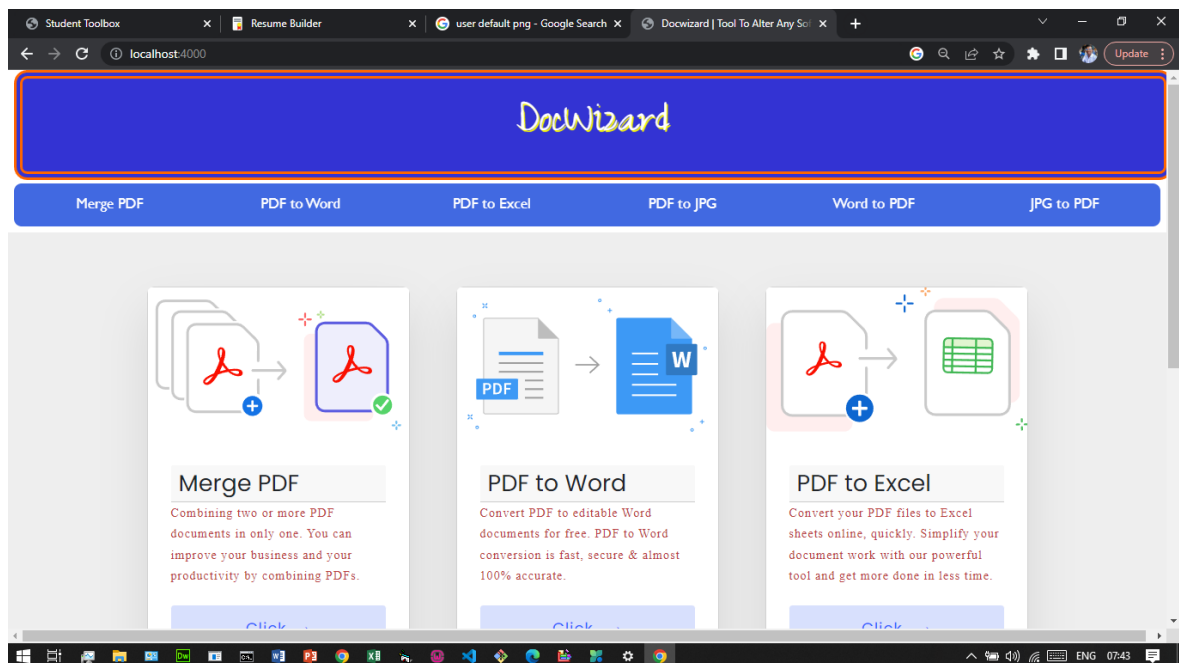 Student Toolbox
Resume Builder
user default png - Google Search
Docwizard | Tool To Alter Any Sof
localhost:4000
Update
DocWizard
Merge PDF PDF to Word PDF to Excel PDF to JPG Word to PDF JPG to PDF
PDF
W
Merge PDF
Combining two or more PDF
documents in only one. You can
improve your business and your
productivity by combining PDFs.
Click →
PDF to Word
Convert PDF to editable Word
documents for free. PDF to Word
conversion is fast, secure & almost
100% accurate.
Click →
PDF to Excel
Convert your PDF files to Excel
sheets online, quickly. Simplify your
document work with our powerful
tool and get more done in less time.
Click →
ENG 07:43